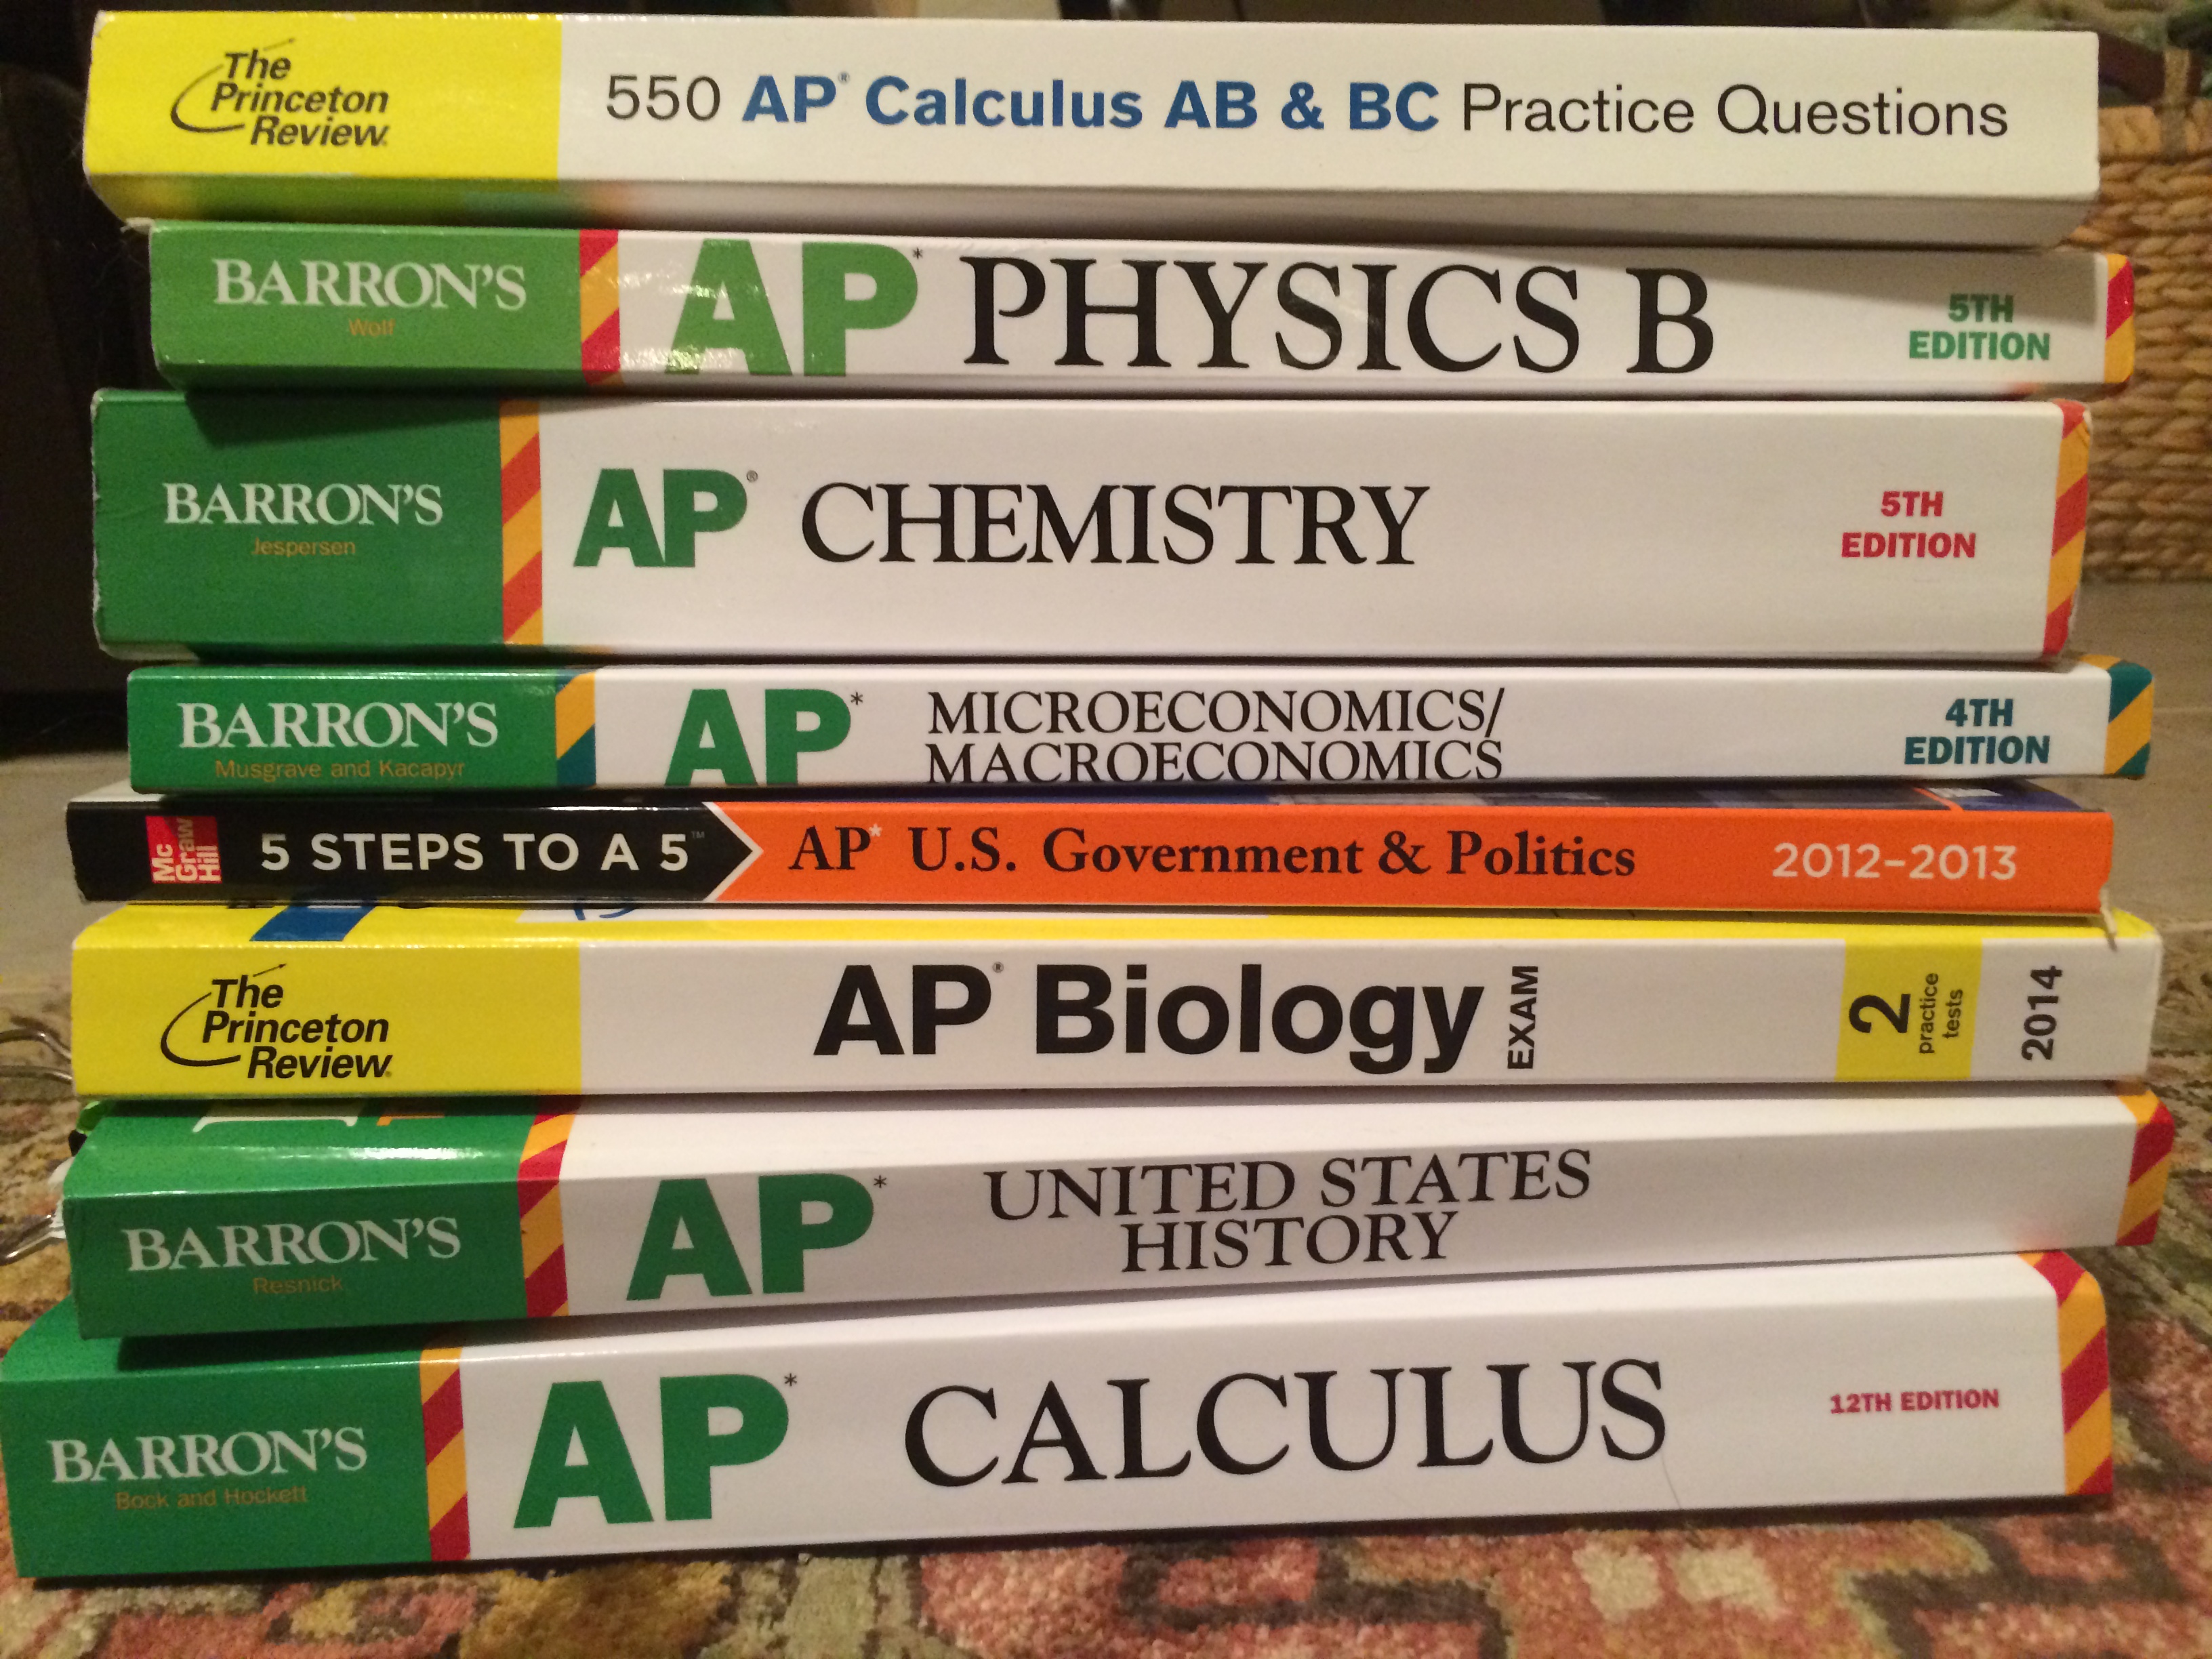 The
Princeton
Review
550 AP® Calculus AB & BC Practice Questions
BARRON'S
Wolf
AP* PHYSICS B
5TH
EDITION
BARRON'S
Jespersen
AP® CHEMISTRY
5TH
EDITION
BARRON'S
Musgrave and Kacapyr
AP* MICROECONOMICS/
MACROECONOMICS
4TH
EDITION
Mc
Graw
Hill
5 STEPS TO A 5™
AP* U.S. Government & Politics
2012–2013
The
Princeton
Review
AP® Biology
EXAM
2
practice
tests
2014
BARRON'S
Resnick
AP* UNITED STATES
HISTORY
BARRON'S
Bock and Hockett
AP* CALCULUS
12TH EDITION